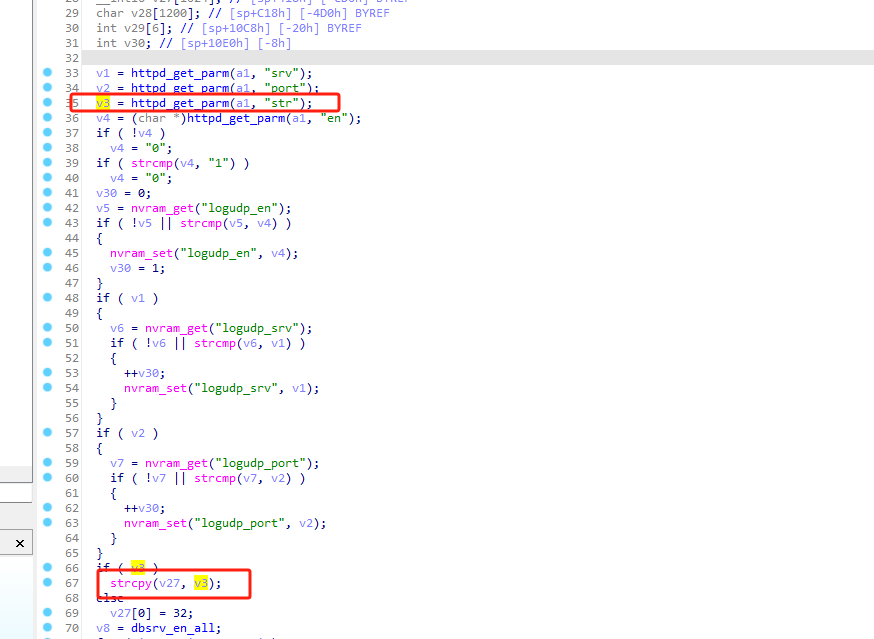 29 char v28[1200]; // [sp+C18h] [-4D0h] BYREF
30 int v29[6]; // [sp+10C8h] [-20h] BYREF
31 int v30; // [sp+10E0h] [-8h]
32
33 v1 = httpd_get_parm(a1, "srv");
34 v2 = httpd_get_parm(a1, "port");
35 v3 = httpd_get_parm(a1, "str");
36 v4 = (char *)httpd_get_parm(a1, "en");
37 if ( !v4 )
38 v4 = "0";
39 if ( strcmp(v4, "1") )
40 v4 = "0";
41 v30 = 0;
42 v5 = nvram_get("logudp_en");
43 if ( !v5 || strcmp(v5, v4) )
44 {
45 nvram_set("logudp_en", v4);
46 v30 = 1;
47 }
48 if ( v1 )
49 {
50 v6 = nvram_get("logudp_srv");
51 if ( !v6 || strcmp(v6, v1) )
52 {
53 ++v30;
54 nvram_set("logudp_srv", v1);
55 }
56 }
57 if ( v2 )
58 {
59 v7 = nvram_get("logudp_port");
60 if ( !v7 || strcmp(v7, v2) )
61 {
62 ++v30;
63 nvram_set("logudp_port", v2);
64 }
65 }
66 if ( v3 )
67 strcpy(v27, v3);
68 else
69 v27[0] = 32;
70 v8 = dbsrv_en_all;